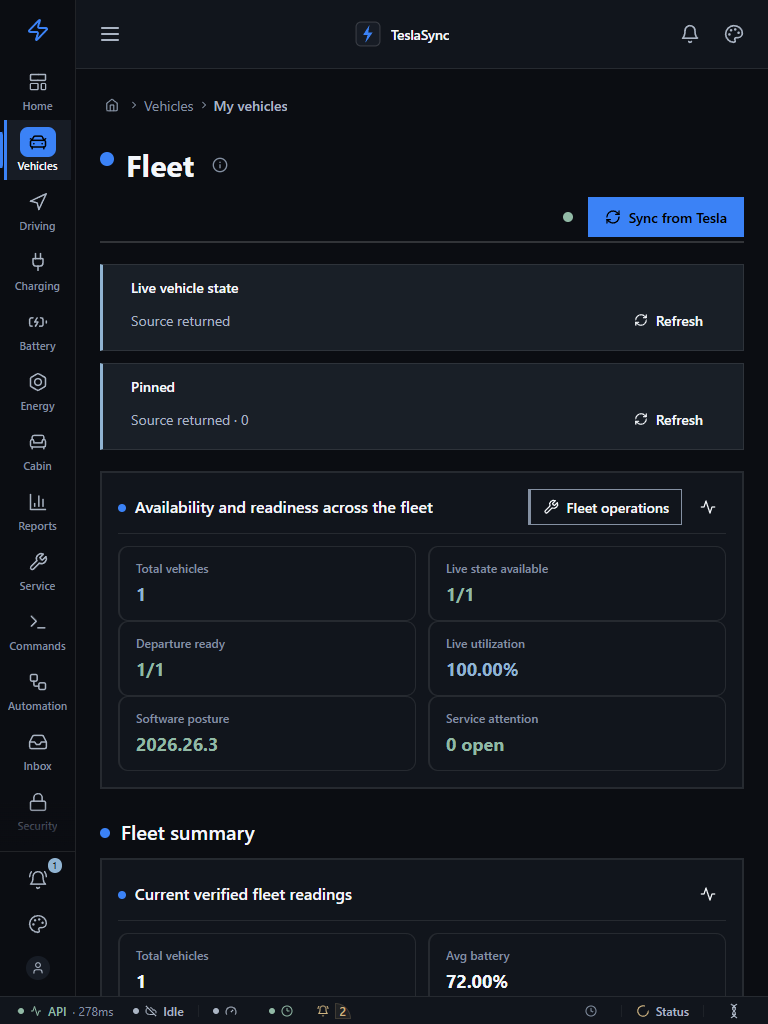 TeslaSync
Home
Vehicles
Driving
Charging
Battery
Energy
Cabin
Reports
Service
Commands
Automation
Inbox
Security
1
Vehicles > My vehicles
Fleet
Sync from Tesla
Live vehicle state
Source returned
Refresh
Pinned
Source returned · 0
Refresh
Availability and readiness across the fleet
Fleet operations
Total vehicles
1
Live state available
1/1
Departure ready
1/1
Live utilization
100.00%
Software posture
2026.26.3
Service attention
0 open
Fleet summary
Current verified fleet readings
Total vehicles
1
Avg battery
72.00%
API · 278ms
Idle
2
Status